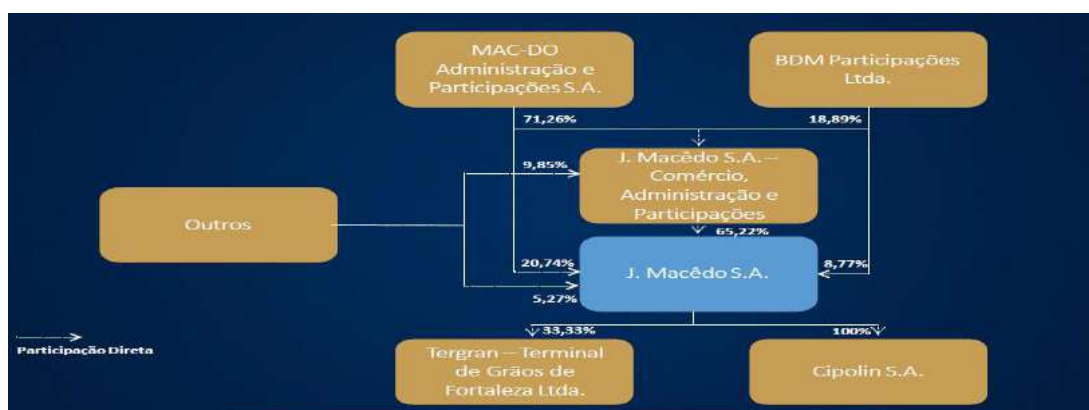 MAC-DO
Administração e
Participações S.A.
BDM Participações
Ltda.
71,26%
18,89%
9,85%
J. Macêdo S.A. –
Comércio,
Administração e
Participações
Outros
65,22%
20,74%
J. Macêdo S.A.
8,77%
5,27%
33,33%
100%
Participação Direta
Tergran – Terminal
de Grãos de
Fortaleza Ltda.
Cipolin S.A.